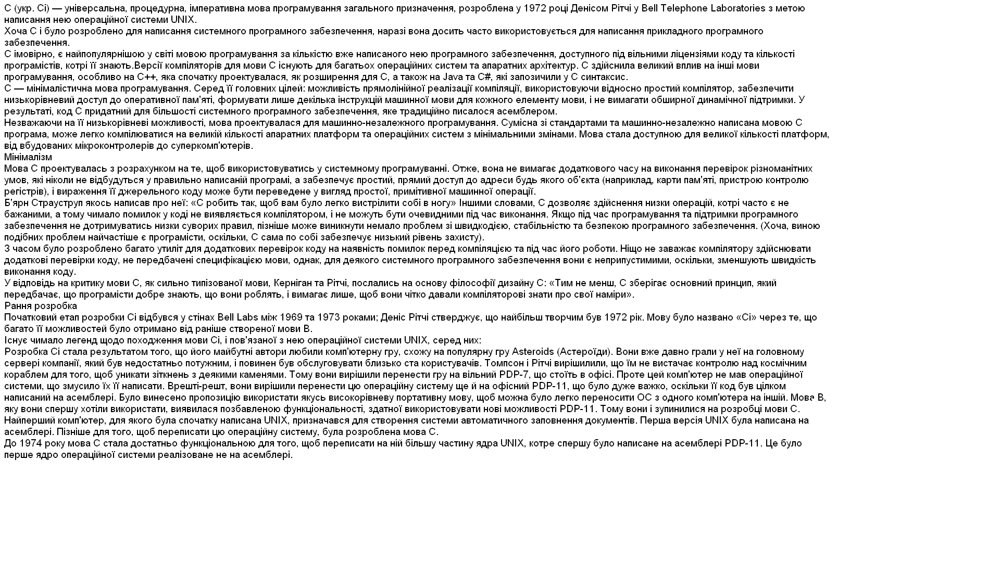 C (укр. Сі) — універсальна, процедурна, імперативна мова програмування загального призначення, розроблена у 1972 році Денісом Рітчі у Bell Telephone Laboratories з метою
написання нею операційної системи UNIX.
Хоча С і було розроблено для написання системного програмного забезпечення, наразі вона досить часто використовується для написання прикладного програмного
забезпечення.
С імовірно, є найпопулярнішою у світі мовою програмування за кількістю вже написаного нею програмного забезпечення, доступного під вільними ліцензіями коду та кількості
програмістів, котрі її знають.Версії компіляторів для мови С існують для багатьох операційних систем та апаратних архітектур. С здійснила великий вплив на інші мови
програмування, особливо на C++, яка спочатку проектувалася, як розширення для С, а також на Java та C#, які запозичили у С синтаксис.
С — мінімалістична мова програмування. Серед її головних цілей: можливість прямолінійної реалізації компіляції, використовуючи відносно простий компілятор, забезпечити
низькорівневий доступ до оперативної пам'яті, формувати лише декілька інструкцій машинної мови для кожного елементу мови, і не вимагати обширної динамічної підтримки. У
результаті, код С придатний для більшості системного програмного забезпечення, яке традиційно писалося асемблером.
Незважаючи на її низькорівневі можливості, мова проектувалася для машинно-незалежного програмування. Сумісна зі стандартами та машинно-незалежно написана мовою С
програма, може легко компілюватися на великій кількості апаратних платформ та операційних систем з мінімальними змінами. Мова стала доступною для великої кількості платформ,
від вбудованих мікроконтролерів до суперкомп'ютерів.
Мінімалізм
Мова С проектувалась з розрахунком на те, щоб використовуватись у системному програмуванні. Отже, вона не вимагає додаткового часу на виконання перевірок різноманітних
умов, які ніколи не відбудуться у правильно написаній програмі, а забезпечує простий, прямий доступ до адреси будь якого об'єкта (наприклад, карти пам'яті, пристрою контролю
регістрів), і вираження її джерельного коду може бути переведене у вигляд простої, примітивної машинної операції.
Б'ярн Страуструп якось написав про неї: «С робить так, щоб вам було легко вистрілити собі в ногу» Іншими словами, С дозволяє здійснення низки операцій, котрі часто є не
бажаними, а тому чимало помилок у коді не виявляється компілятором, і не можуть бути очевидними під час виконання. Якщо під час програмування та підтримки програмного
забезпечення не дотримуватись низки суворих правил, пізніше може виникнути немало проблем зі швидкодією, стабільністю та безпекою програмного забезпечення. (Хоча, виною
подібних проблем найчастіше є програмісти, оскільки, С сама по собі забезпечує низький рівень захисту).
З часом було розроблено багато утиліт для додаткових перевірок коду на наявність помилок перед компіляцією та під час його роботи. Ніщо не заважає компілятору здійснювати
додаткові перевірки коду, не передбачені специфікацією мови, однак, для деякого системного програмного забезпечення вони є неприпустимими, оскільки, зменшують швидкість
виконання коду.
У відповідь на критику мови С, як сильно типізованої мови, Керніган та Рітчі, послались на основу філософії дизайну С: «Тим не менш, С зберігає основний принцип, який
передбачає, що програмісти добре знають, що вони роблять, і вимагає лише, щоб вони чітко давали компіляторові знати про свої наміри».
Рання розробка
Початковий етап розробки Сі відбувся у стінах Bell Labs між 1969 та 1973 роками; Деніс Рітчі стверджує, що найбільш творчим був 1972 рік. Мову було названо «Сі» через те, що
багато її можливостей було отримано від раніше створеної мови B.
Існує чимало легенд щодо походження мови Сі, і пов'язаної з нею операційної системи UNIX, серед них:
Розробка Сі стала результатом того, що його майбутні автори любили комп'ютерну гру, схожу на популярну гру Asteroids (Астероїди). Вони вже давно грали у неї на головному
сервері компанії, який був недостатньо потужним, і повинен був обслуговувати близько ста користувачів. Томпсон і Рітчі вирішилили, що їм не вистачає контролю над космічним
кораблем для того, щоб уникати зіткнень з деякими каменями. Тому вони вирішили перенести гру на вільний PDP-7, що стоїть в офісі. Проте цей комп'ютер не мав операційної
системи, що змусило їх її написати. Врешті-решт, вони вирішили перенести цю операційну систему ще й на офісний PDP-11, що було дуже важко, оскільки її код був цілком
написаний на асемблері. Було винесено пропозицію використати якусь високорівневу портативну мову, щоб можна було легко переносити ОС з одного комп'ютера на іншій. Мова B,
яку вони спершу хотіли використати, виявилася позбавленою функціональності, здатної використовувати нові можливості PDP-11. Тому вони і зупинилися на розробці мови С.
Найперший комп'ютер, для якого була спочатку написана UNIX, призначався для створення системи автоматичного заповнення документів. Перша версія UNIX була написана на
асемблері. Пізніше для того, щоб переписати цю операційну систему, була розроблена мова С.
До 1974 року мова С стала достатньо функціональною для того, щоб переписати на ній більшу частину ядра UNIX, котре спершу було написане на асемблері PDP-11. Це було
перше ядро операційної системи реалізоване не на асемблері.